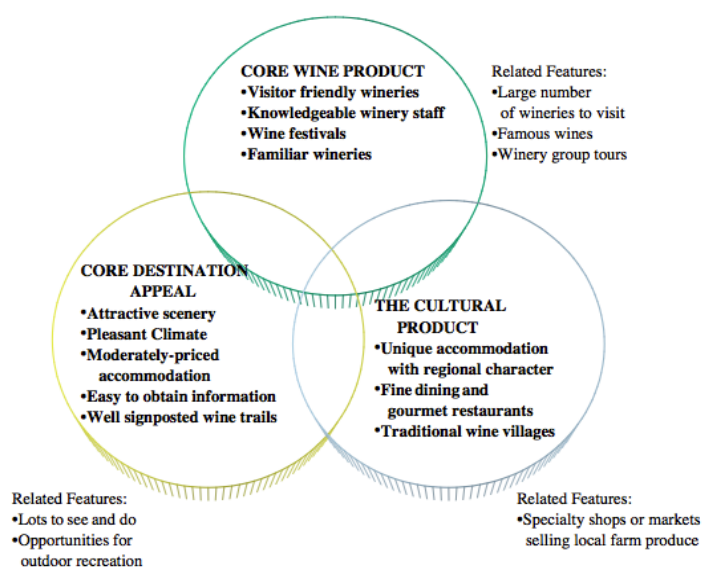 CORE WINE PRODUCT
•Visitor friendly wineries
•Knowledgeable winery staff
•Wine festivals
•Familiar wineries
Related Features:
•Large number
of wineries to visit
•Famous wines
•Winery group tours
CORE DESTINATION
APPEAL
•Attractive scenery
•Pleasant Climate
•Moderately-priced
accommodation
•Easy to obtain information
•Well signposted wine trails
THE CULTURAL
PRODUCT
•Unique accommodation
with regional character
•Fine dining and
gourmet restaurants
•Traditional wine villages
Related Features:
•Lots to see and do
•Opportunities for
outdoor recreation
Related Features:
•Specialty shops or markets
selling local farm produce